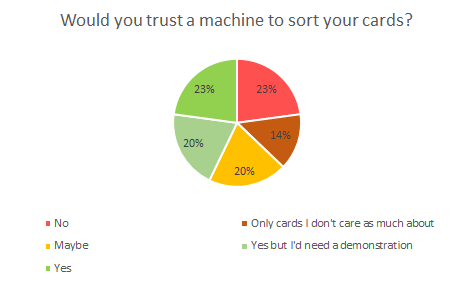 Would you trust a machine to sort your cards?
23%
23%
14%
20%
20%
No
Only cards I don't care as much about
Maybe
Yes but I'd need a demonstration
Yes